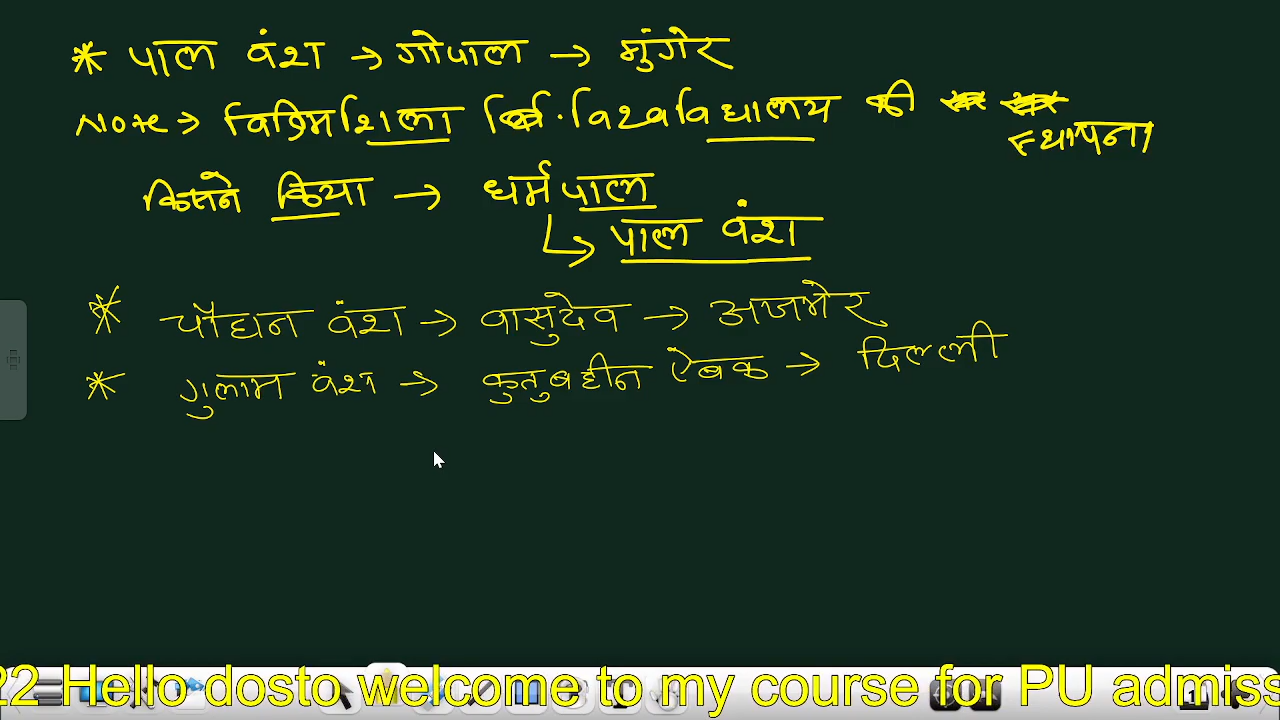 * पाल वंश → गोपाल → मुंगेर
Note → विक्रमशिला विश्वविद्यालय की स्थापना
किसने किया → धर्मपाल
↳ पाल वंश
* चौहान वंश → वासुदेव → अजमेर
* गुलाम वंश → कुतुबद्दीन ऐबक → दिल्ली
22 Hello dosto welcome to my course for PU admiss